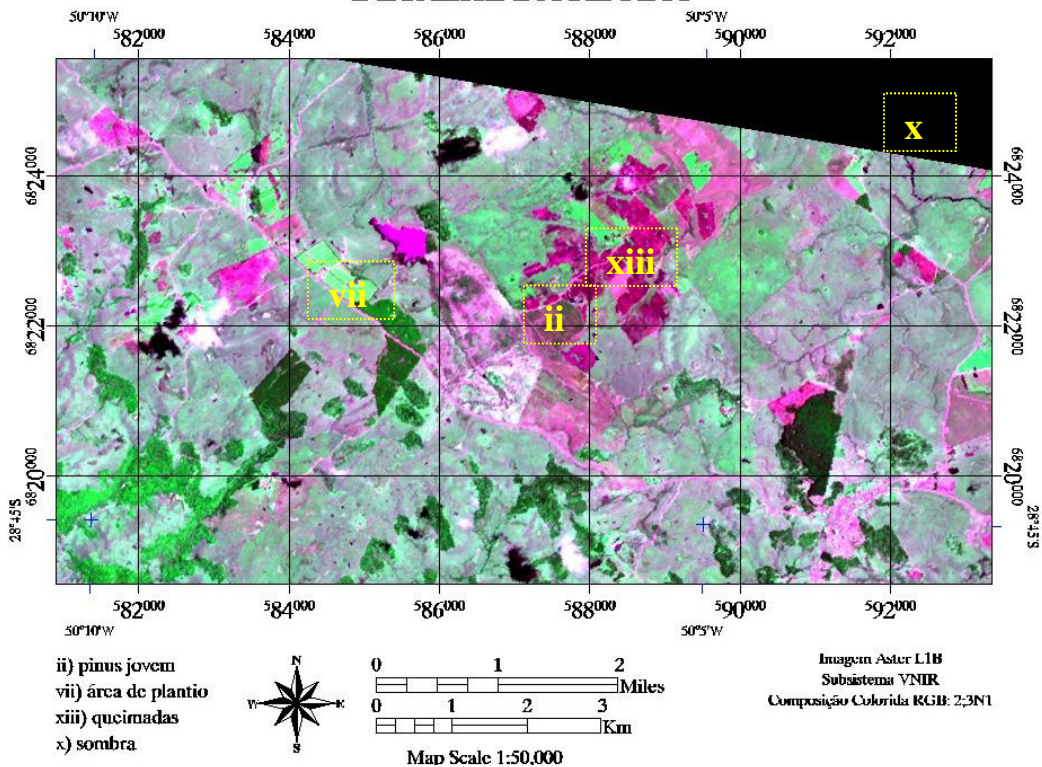 50°10'W 50°5'W
582000 584000 586000 588000 590000 592000
x
6824000 6824000
xiii
vii
ii
6822000 6822000
6820000 6820000
28°45'S 28°45'S
582000 584000 586000 588000 590000 592000
50°10'W 50°5'W
ii) pinus jovem
vii) área de plantio
xiii) queimadas
x) sombra
N
W E
S
0 1 2
Miles
0 1 2 3
Km
Map Scale 1:50,000
Imagem Aster L1B
Subsistema VNIR
Composição Colorida RGB: 2;3N1